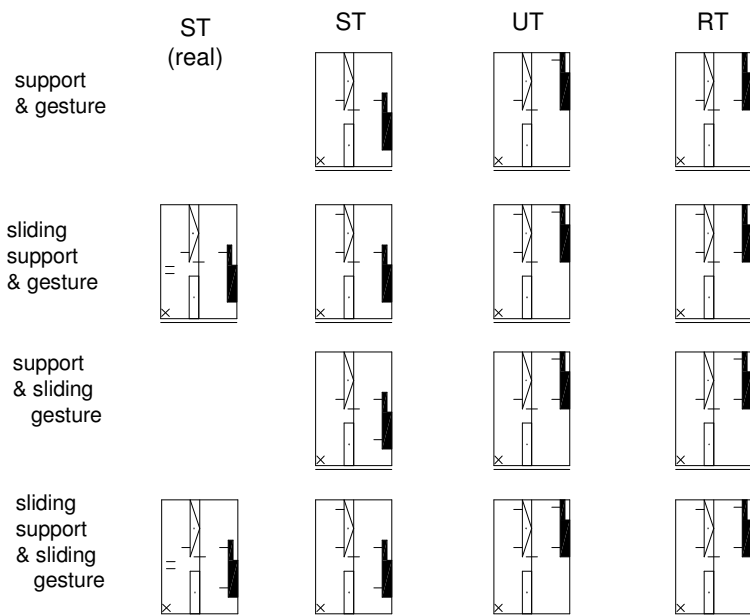 ST
(real)
ST
UT
RT
support
& gesture
sliding
support
& gesture
support
& sliding
gesture
sliding
support
& sliding
gesture